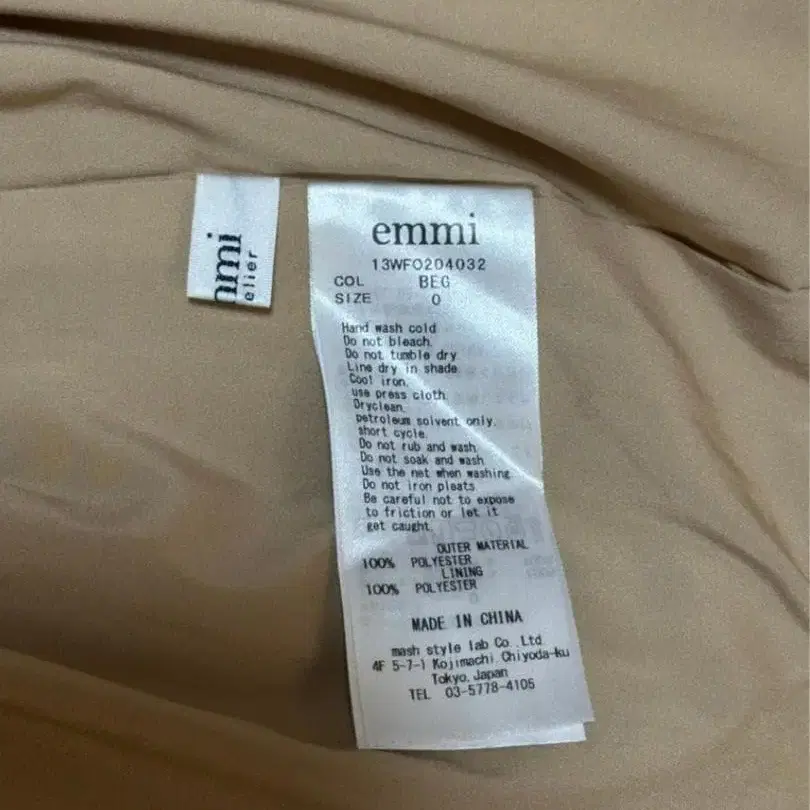 mmi
elier
emmi
13WFO204032
COL BEG
SIZE 0
Hand wash cold
Do not bleach.
Do not tumble dry.
Line dry in shade.
Cool iron.
use press cloth.
Dryclean.
petroleum solvent only.
short cycle.
Do not rub and wash.
Do not soak and wash.
Use the net when washing.
Do not iron pleats.
Be careful not to expose
to friction or let it
get caught.
OUTER MATERIAL
100% POLYESTER
LINING
100% POLYESTER
MADE IN CHINA
mash style lab Co.,Ltd.
4F 5-7-1 Kojimachi,Chiyoda-ku
Tokyo,Japan
TEL 03-5778-4105